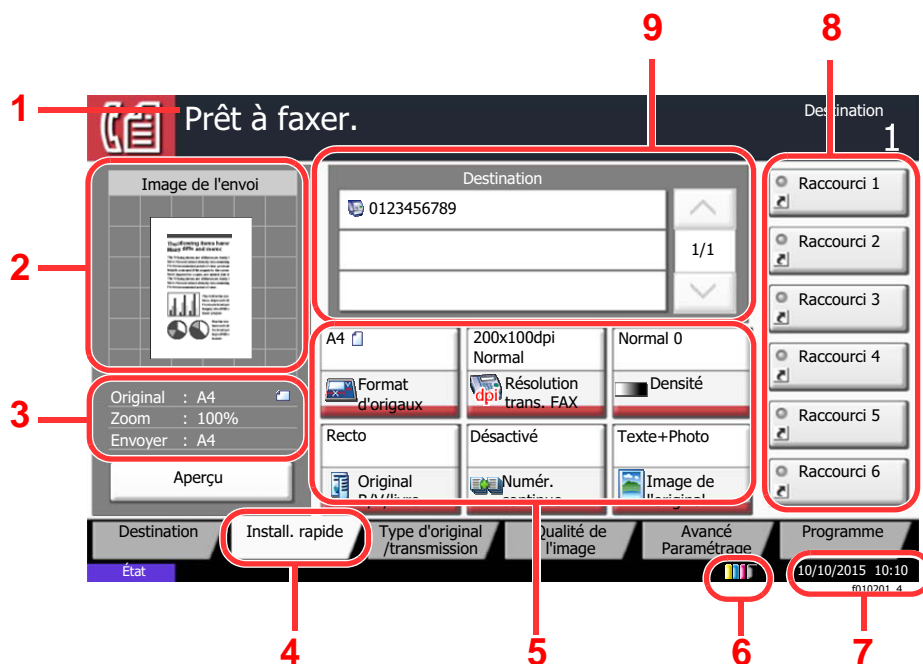 9
8
1
Prêt à faxer.
Destination
1
Image de l'envoi
Destination
0123456789
1/1
Raccourci 1
Raccourci 2
Raccourci 3
Raccourci 4
Raccourci 5
Raccourci 6
2
3
Original : A4
Zoom : 100%
Envoyer : A4
Aperçu
A4
Format
d'origaux
200x100dpi
Normal
dpi
Résolution
trans. FAX
Normal 0
Densité
Recto
Original
Désactivé
Numér.
Texte+Photo
Image de
Destination
Install. rapide
Type d'original
/transmission
Qualité de
l'image
Avancé
Paramétrage
Programme
État
10/10/2015 10:10
f010201_4
4
5
6
7